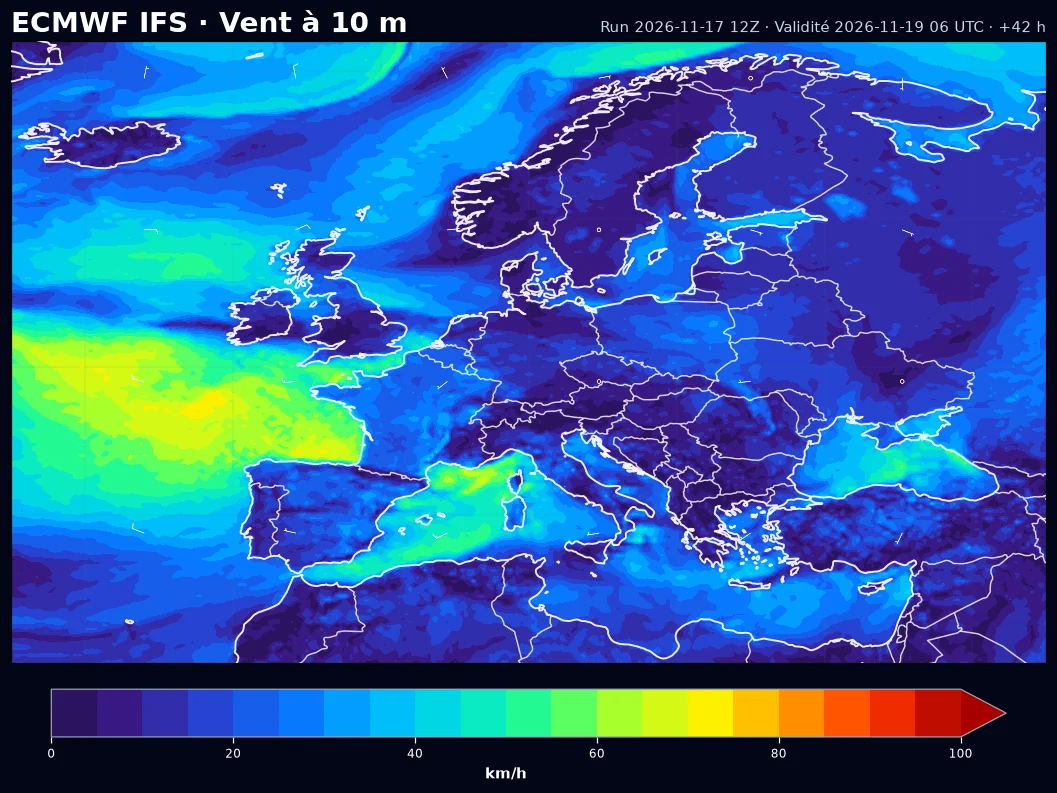 ECMWF IFS · Vent à 10 m
Run 2026-11-17 12Z · Validité 2026-11-19 06 UTC · +42 h
0 20 40 60 80 100
km/h